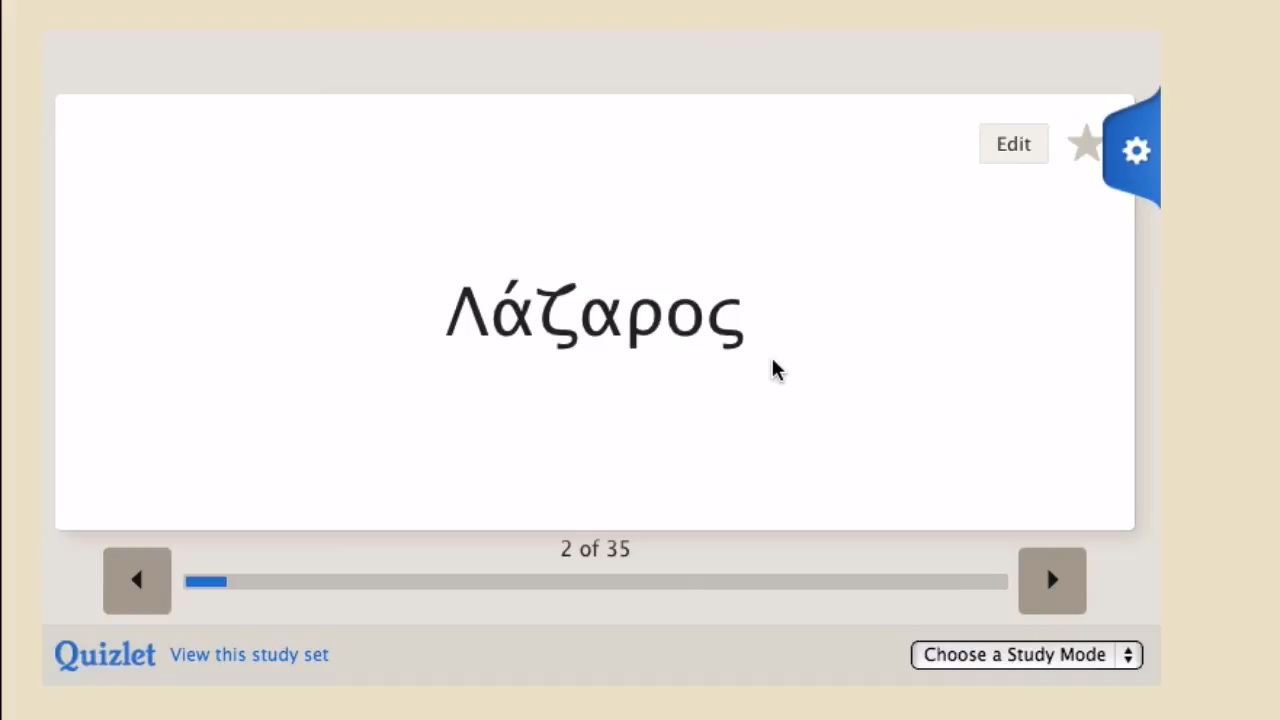 Edit
Λάζαρος
2 of 35
Quizlet View this study set
Choose a Study Mode